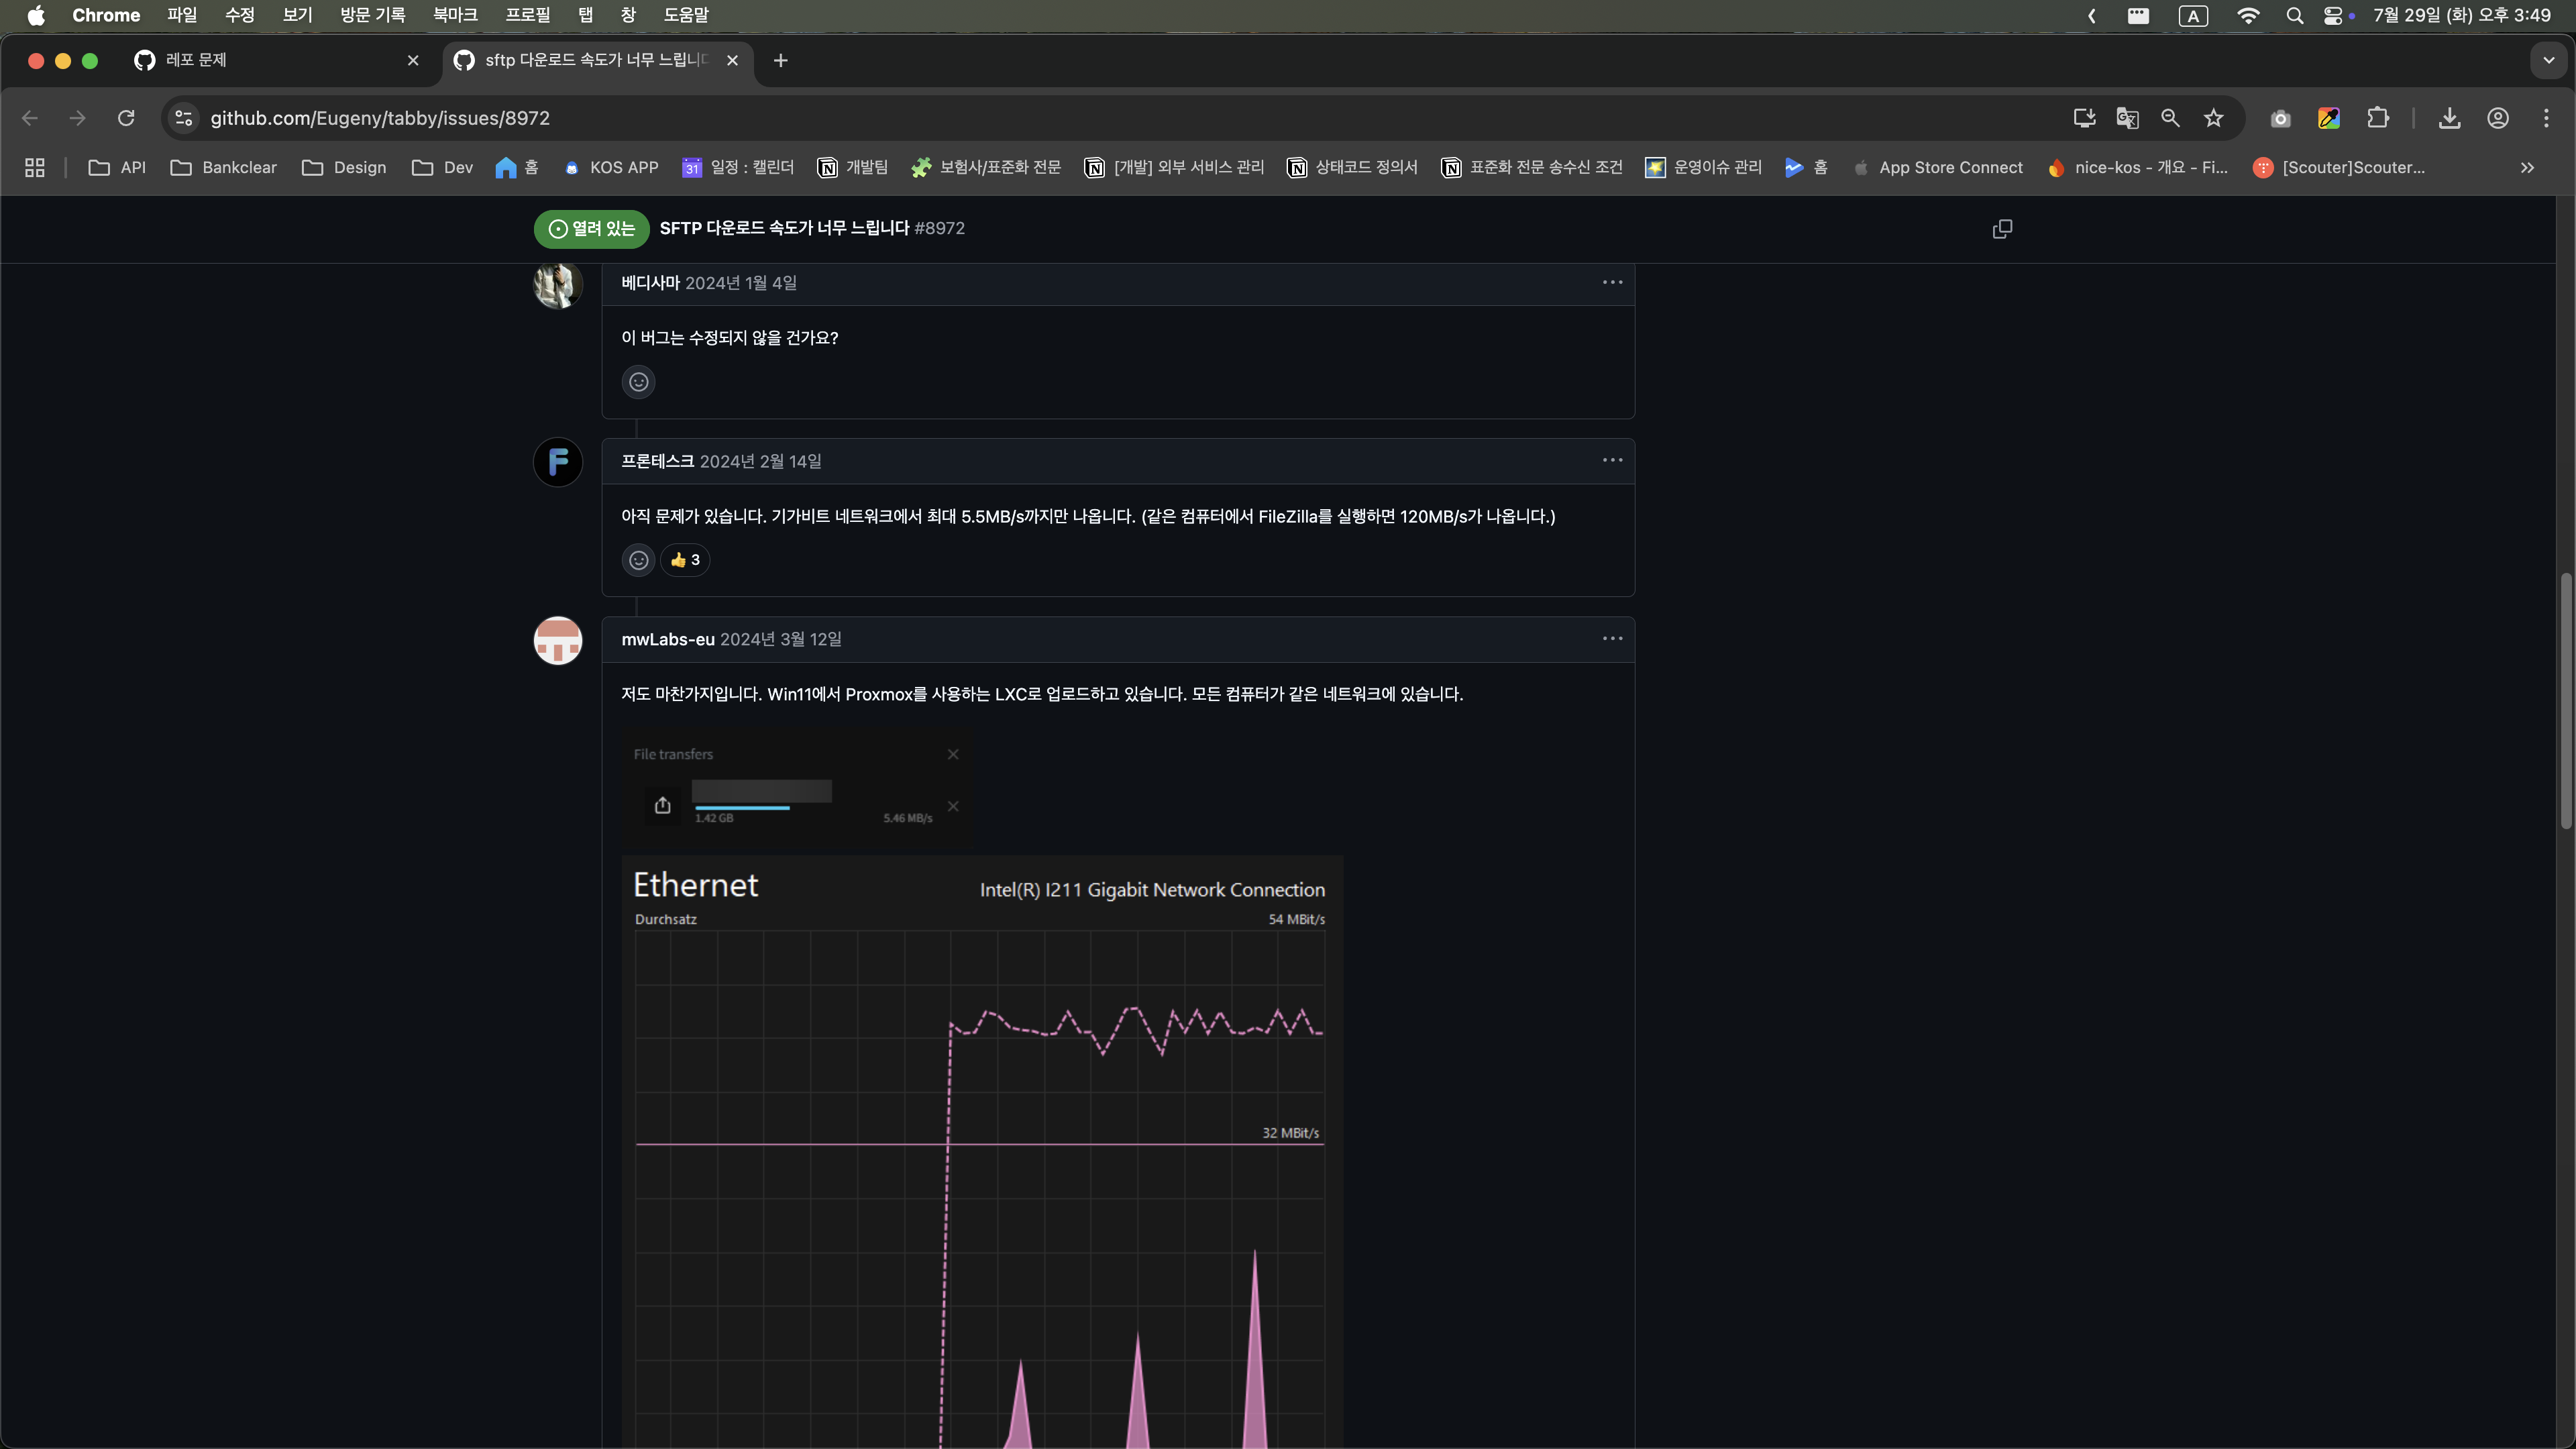 Chrome 파일 수정 보기 방문 기록 북마크 프로필 탭 창 도움말 A 7월 29일 (화) 오후 3:49
레포 문제 sftp 다운로드 속도가 너무 느립니다
github.com/Eugeny/tabby/issues/8972
API Bankclear Design Dev 홈 KOS APP 31 일정 : 캘린더 개발팀 보험사/표준화 전문 [개발] 외부 서비스 관리 상태코드 정의서 표준화 전문 송수신 조건 운영이슈 관리 홈 App Store Connect nice-kos - 개요 - Fi... [Scouter]Scouter...
열려 있는 SFTP 다운로드 속도가 너무 느립니다 #8972
베디사마 2024년 1월 4일
이 버그는 수정되지 않을 건가요?
프론테스크 2024년 2월 14일
아직 문제가 있습니다. 기가비트 네트워크에서 최대 5.5MB/s까지만 나옵니다. (같은 컴퓨터에서 FileZilla를 실행하면 120MB/s가 나옵니다.)
👍 3
mwLabs-eu 2024년 3월 12일
저도 마찬가지입니다. Win11에서 Proxmox를 사용하는 LXC로 업로드하고 있습니다. 모든 컴퓨터가 같은 네트워크에 있습니다.
File transfers
1.42 GB 5.46 MB/s
Ethernet Intel(R) I211 Gigabit Network Connection
Durchsatz 54 MBit/s
32 MBit/s